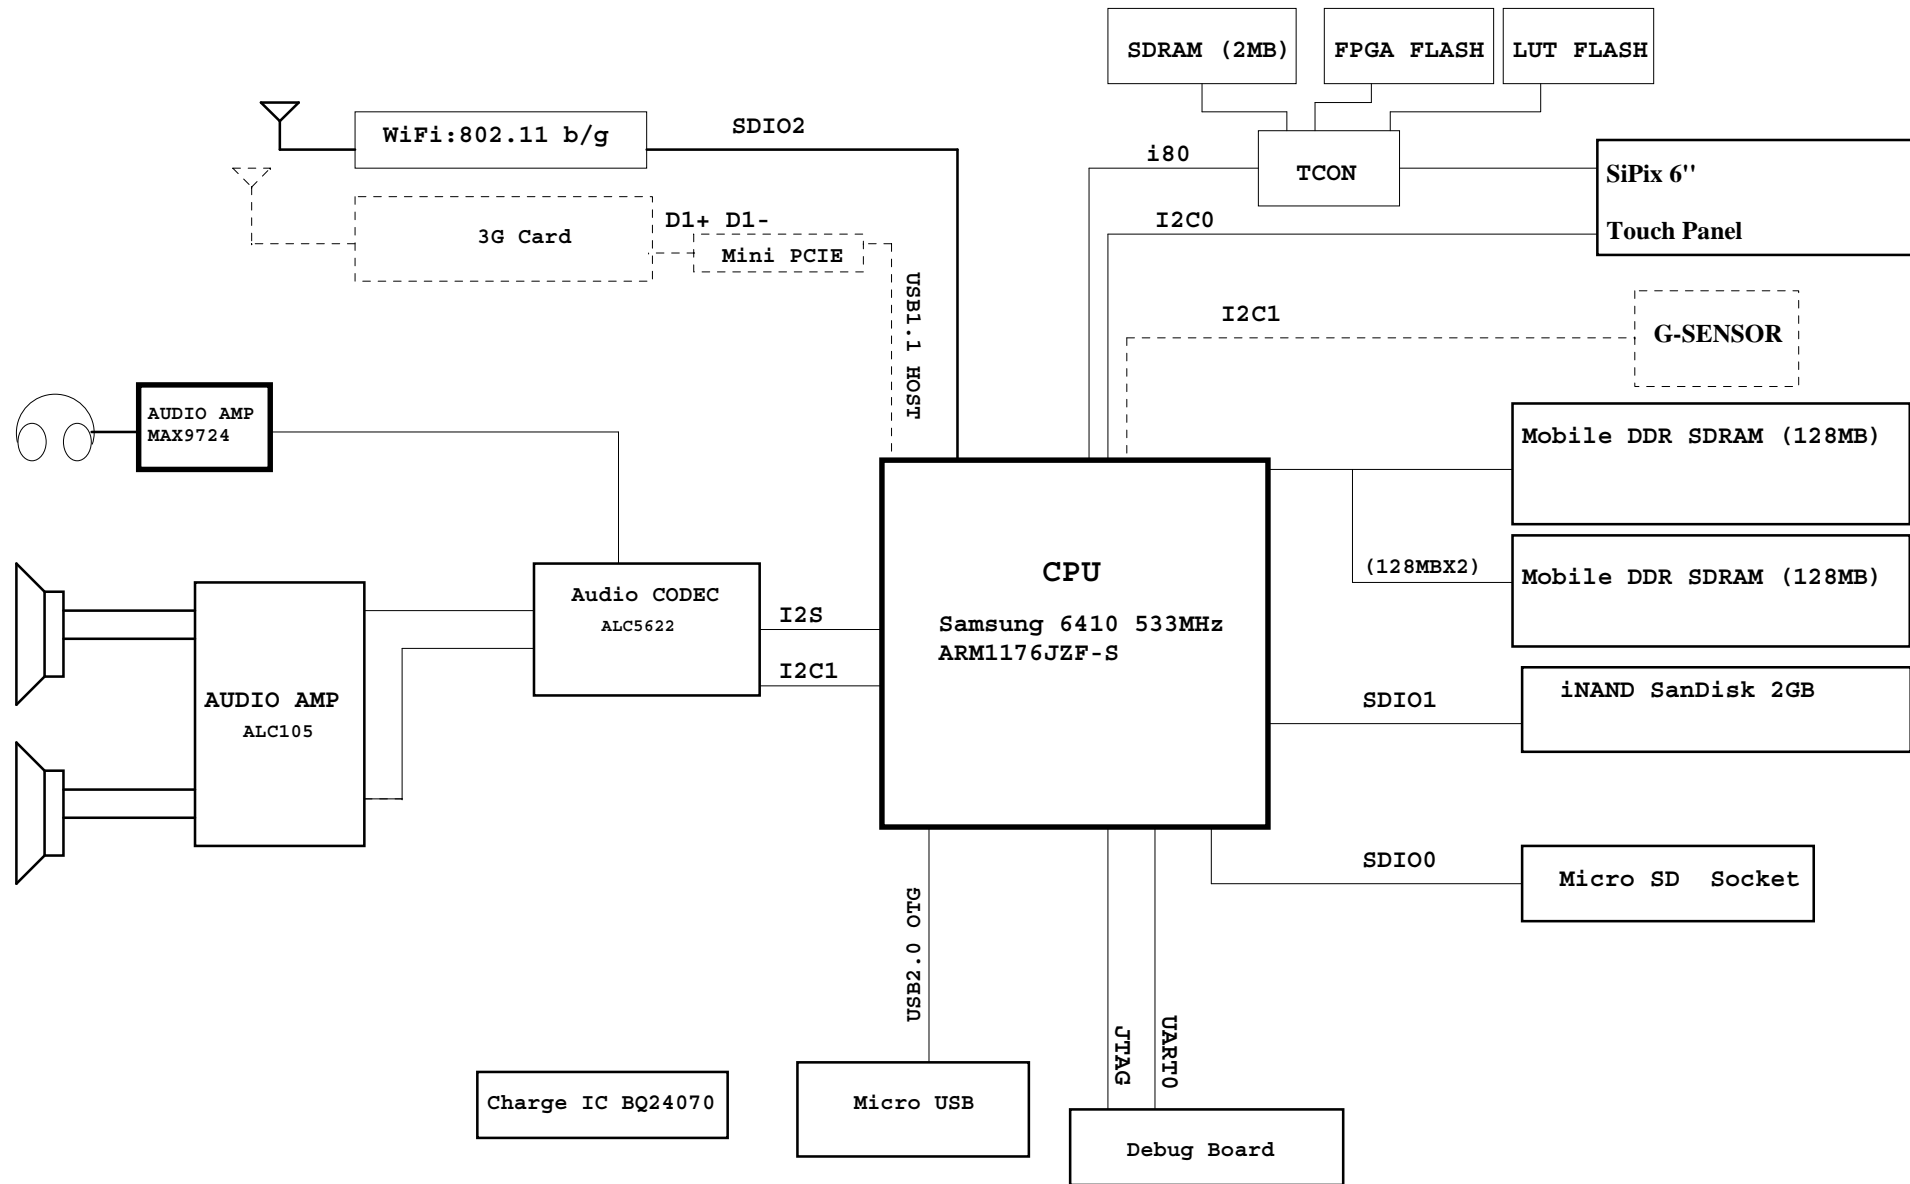 SDRAM (2MB)
FPGA FLASH
LUT FLASH
WiFi:802.11 b/g
SDIO2
i80
TCON
SiPix 6''
Touch Panel
I2C0
3G Card
D1+ D1-
Mini PCIE
USB1.1 HOST
I2C1
G-SENSOR
AUDIO AMP
MAX9724
Mobile DDR SDRAM (128MB)
(128MBX2)
Mobile DDR SDRAM (128MB)
CPU
Samsung 6410 533MHz
ARM1176JZF-S
Audio CODEC
ALC5622
I2S
I2C1
AUDIO AMP
ALC105
SDIO1
iNAND SanDisk 2GB
SDIO0
Micro SD  Socket
USB2.0 OTG
JTAG
UART0
Charge IC BQ24070
Micro USB
Debug Board